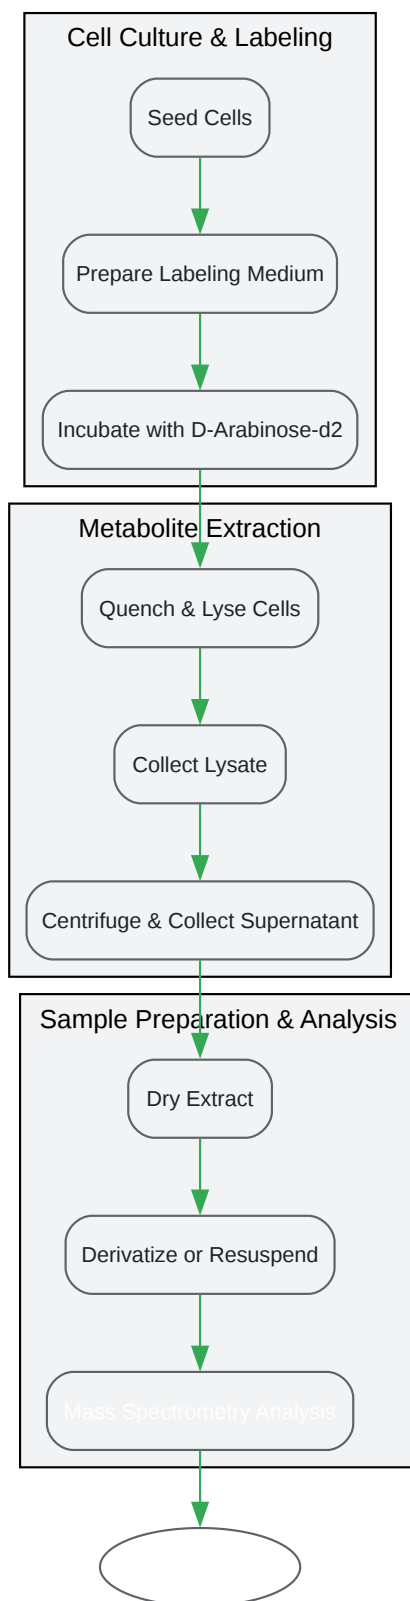 Cell Culture & Labeling
Seed Cells
Prepare Labeling Medium
Incubate with D-Arabinose-d2
Metabolite Extraction
Quench & Lyse Cells
Collect Lysate
Centrifuge & Collect Supernatant
Sample Preparation & Analysis
Dry Extract
Derivatize or Resuspend
Mass Spectrometry Analysis